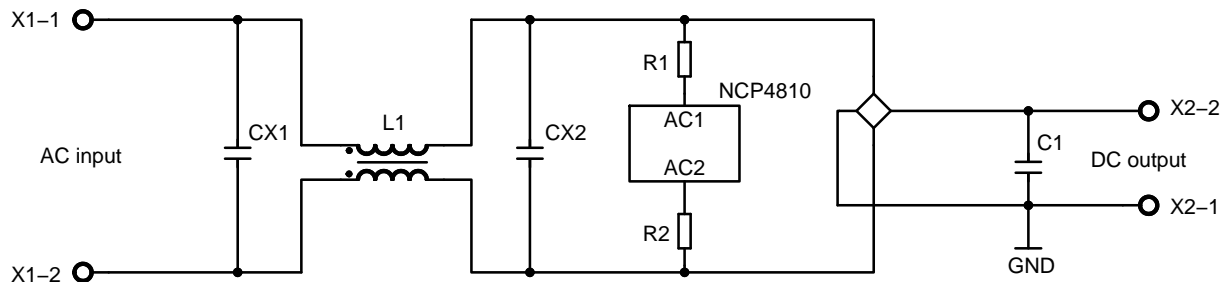 X1-1
R1
NCP4810
X2-2
AC1
CX1
L1
CX2
C1
AC input
DC output
AC2
X2-1
R2
GND
X1-2